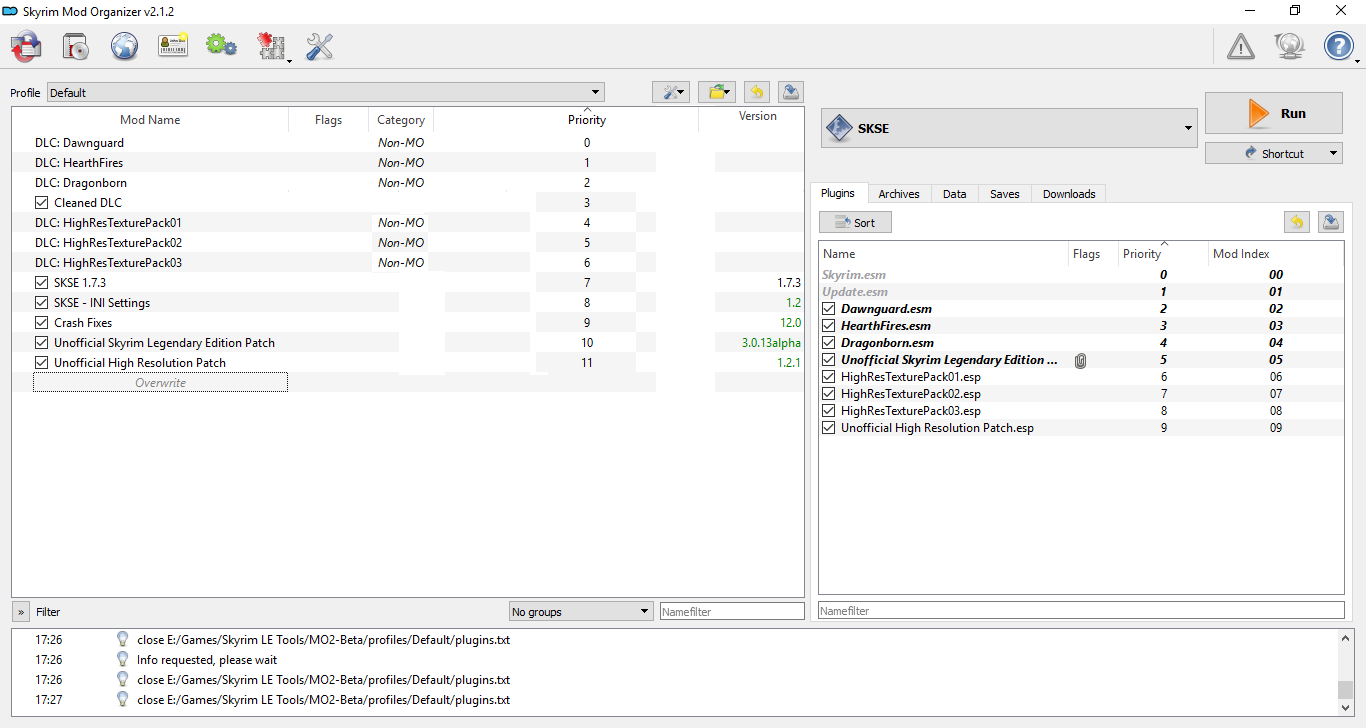 Skyrim Mod Organizer v2.1.2
Profile Default
Mod Name Flags Category Priority Version
DLC: Dawnguard Non-MO 0
DLC: HearthFires Non-MO 1
DLC: Dragonborn Non-MO 2
Cleaned DLC 3
DLC: HighResTexturePack01 Non-MO 4
DLC: HighResTexturePack02 Non-MO 5
DLC: HighResTexturePack03 Non-MO 6
SKSE 1.7.3 7 1.7.3
SKSE - INI Settings 8 1.2
Crash Fixes 9 12.0
Unofficial Skyrim Legendary Edition Patch 10 3.0.13alpha
Unofficial High Resolution Patch 11 1.2.1
Overwrite
» Filter No groups Namefilter
SKSE
Run
Shortcut
Plugins Archives Data Saves Downloads
Sort
Name Flags Priority Mod Index
Skyrim.esm 0 00
Update.esm 1 01
Dawnguard.esm 2 02
HearthFires.esm 3 03
Dragonborn.esm 4 04
Unofficial Skyrim Legendary Edition ... 5 05
HighResTexturePack01.esp 6 06
HighResTexturePack02.esp 7 07
HighResTexturePack03.esp 8 08
Unofficial High Resolution Patch.esp 9 09
Namefilter
17:26 close E:/Games/Skyrim LE Tools/MO2-Beta/profiles/Default/plugins.txt
17:26 Info requested, please wait
17:26 close E:/Games/Skyrim LE Tools/MO2-Beta/profiles/Default/plugins.txt
17:27 close E:/Games/Skyrim LE Tools/MO2-Beta/profiles/Default/plugins.txt